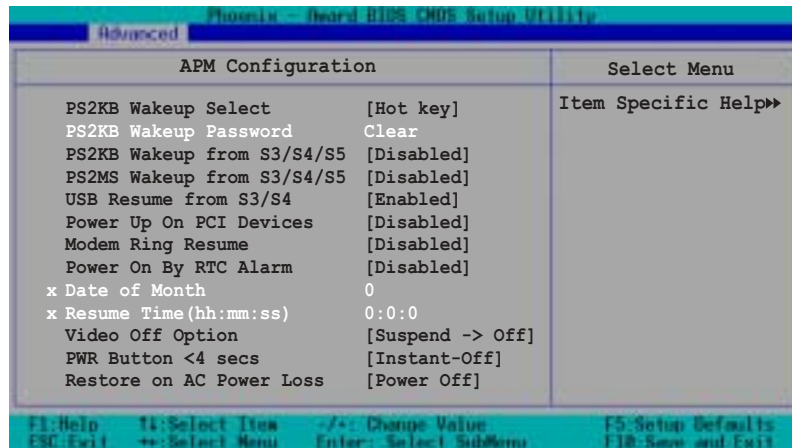 Phoenix - Award BIOS CMOS Setup Utility
Advanced
APM Configuration
Select Menu
PS2KB Wakeup Select [Hot key]
Item Specific Help▸▸
PS2KB Wakeup Password Clear
PS2KB Wakeup from S3/S4/S5 [Disabled]
PS2MS Wakeup from S3/S4/S5 [Disabled]
USB Resume from S3/S4 [Enabled]
Power Up On PCI Devices [Disabled]
Modem Ring Resume [Disabled]
Power On By RTC Alarm [Disabled]
x Date of Month 0
x Resume Time(hh:mm:ss) 0:0:0
Video Off Option [Suspend -> Off]
PWR Button <4 secs [Instant-Off]
Restore on AC Power Loss [Power Off]
F1:Help ↑↓:Select Item -/+: Change Value F5:Setup Defaults
ESC:Exit ↔:Select Menu Enter: Select SubMenu F10:Save and Exit